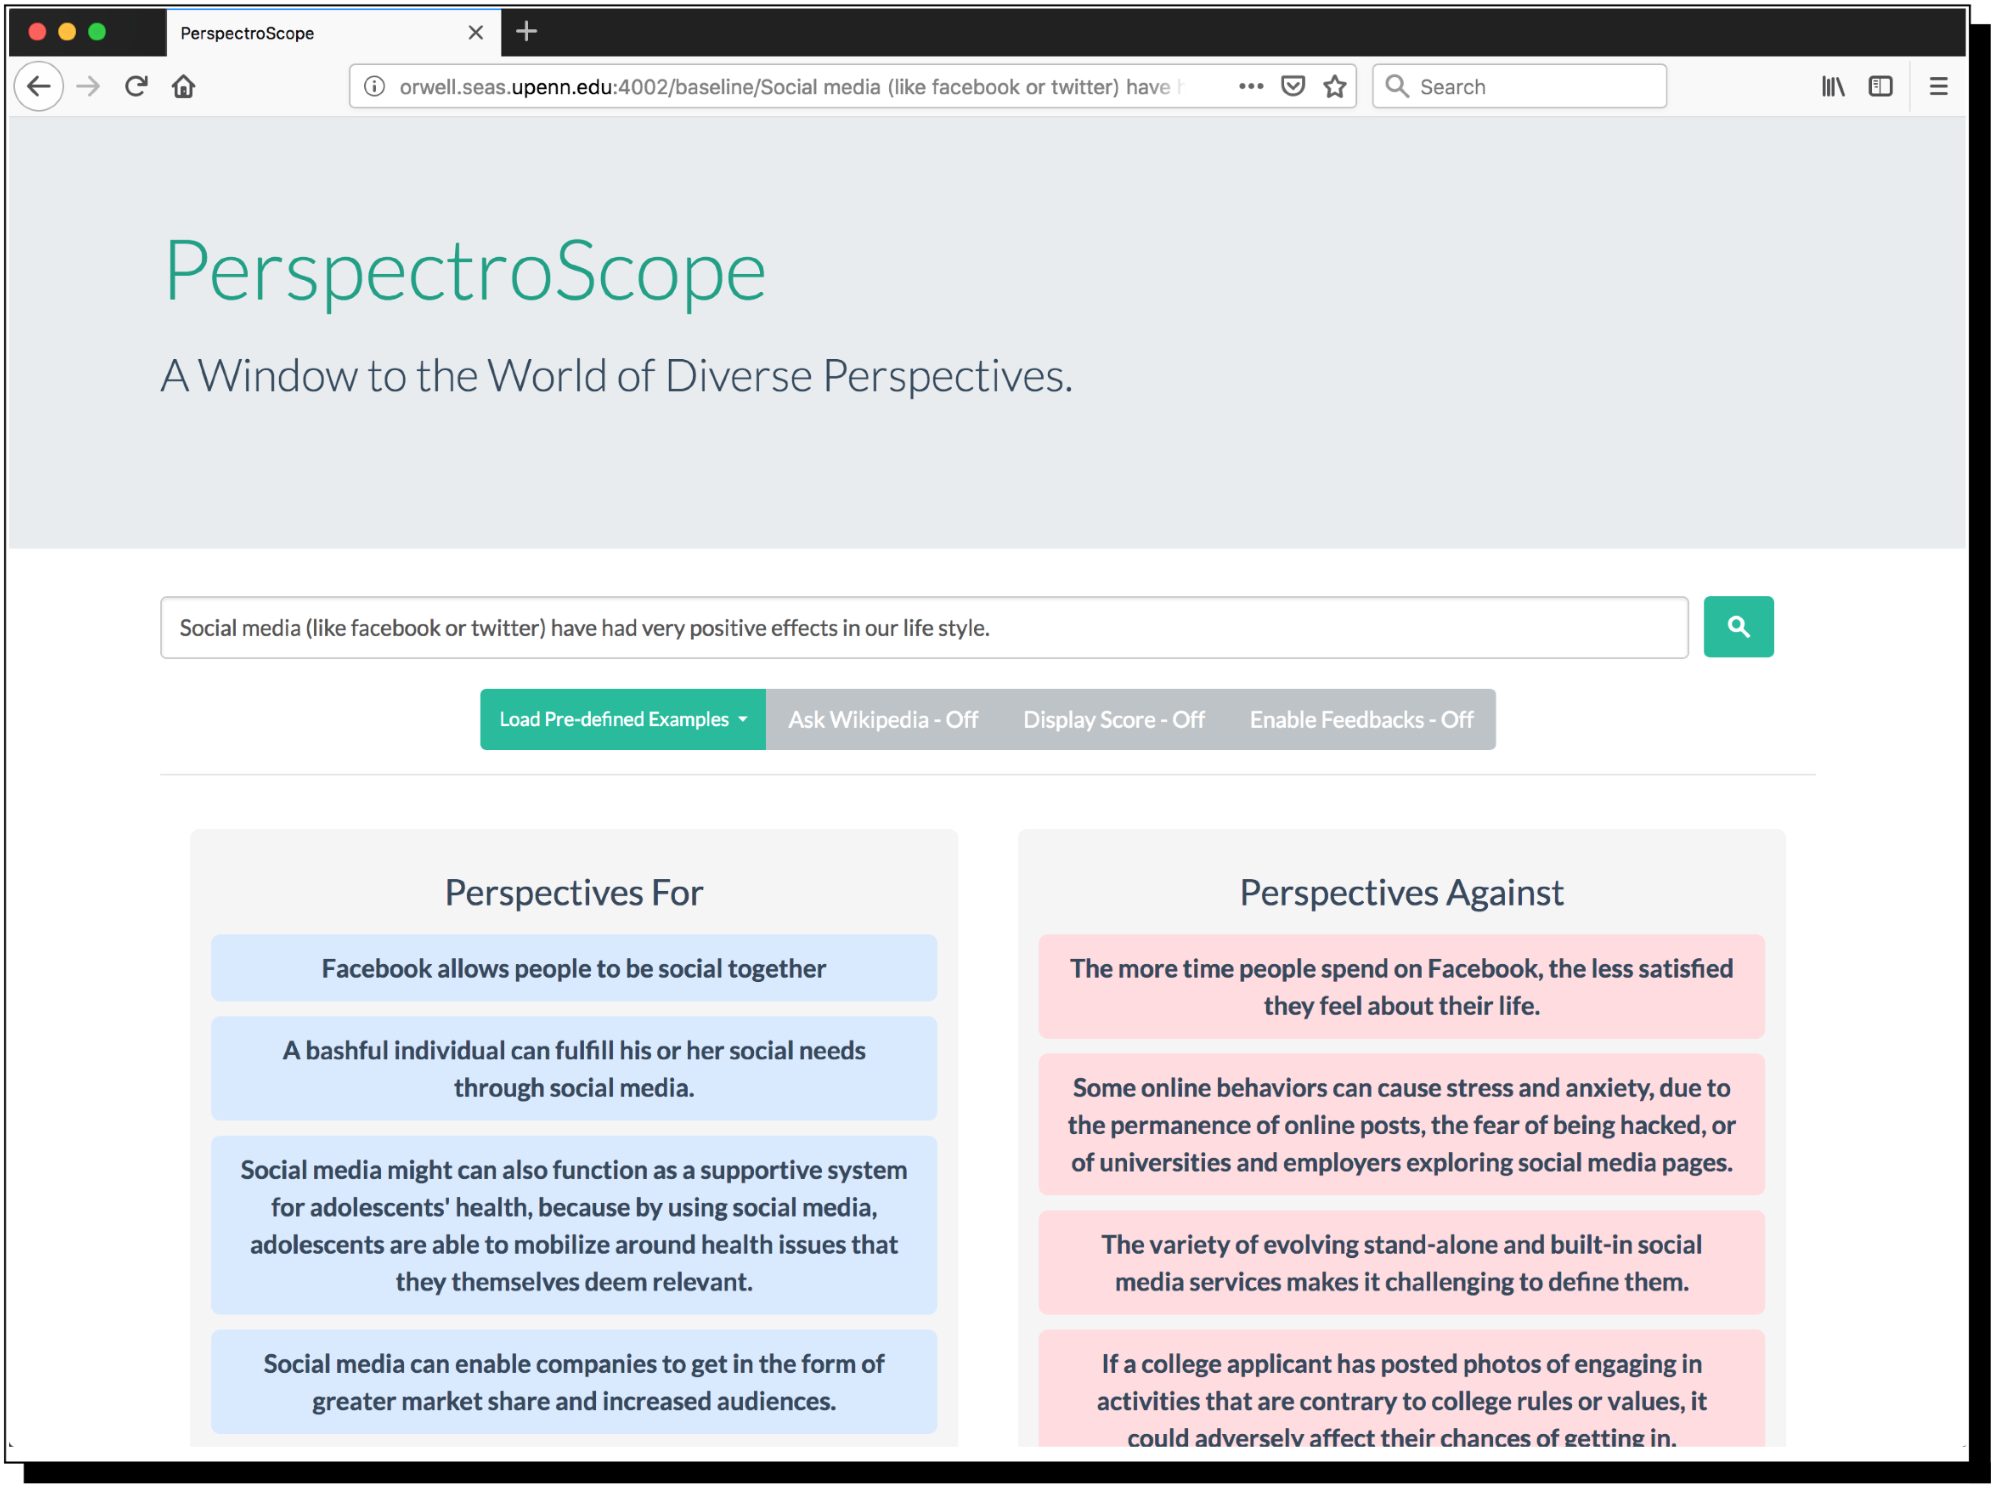 PerspectroScope
orwell.seas.upenn.edu:4002/baseline/Social media (like facebook or twitter) have
Search
PerspectroScope
A Window to the World of Diverse Perspectives.
Social media (like facebook or twitter) have had very positive effects in our life style.
Load Pre-defined Examples
Ask Wikipedia - Off
Display Score - Off
Enable Feedbacks - Off
Perspectives For
Facebook allows people to be social together
A bashful individual can fulfill his or her social needs
through social media.
Social media might can also function as a supportive system
for adolescents' health, because by using social media,
adolescents are able to mobilize around health issues that
they themselves deem relevant.
Social media can enable companies to get in the form of
greater market share and increased audiences.
Perspectives Against
The more time people spend on Facebook, the less satisfied
they feel about their life.
Some online behaviors can cause stress and anxiety, due to
the permanence of online posts, the fear of being hacked, or
of universities and employers exploring social media pages.
The variety of evolving stand-alone and built-in social
media services makes it challenging to define them.
If a college applicant has posted photos of engaging in
activities that are contrary to college rules or values, it
could adversely affect their chances of getting in.